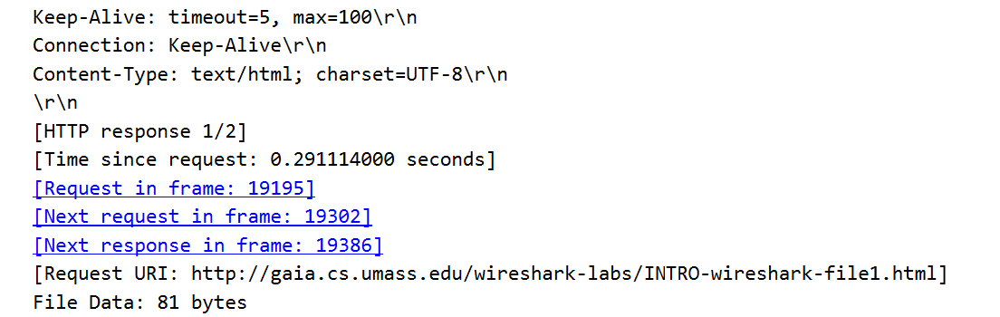 Keep-Alive: timeout=5, max=100\r\n
Connection: Keep-Alive\r\n
Content-Type: text/html; charset=UTF-8\r\n
\r\n
[HTTP response 1/2]
[Time since request: 0.291114000 seconds]
[Request in frame: 19195]
[Next request in frame: 19302]
[Next response in frame: 19386]
[Request URI: http://gaia.cs.umass.edu/wireshark-labs/INTRO-wireshark-file1.html]
File Data: 81 bytes